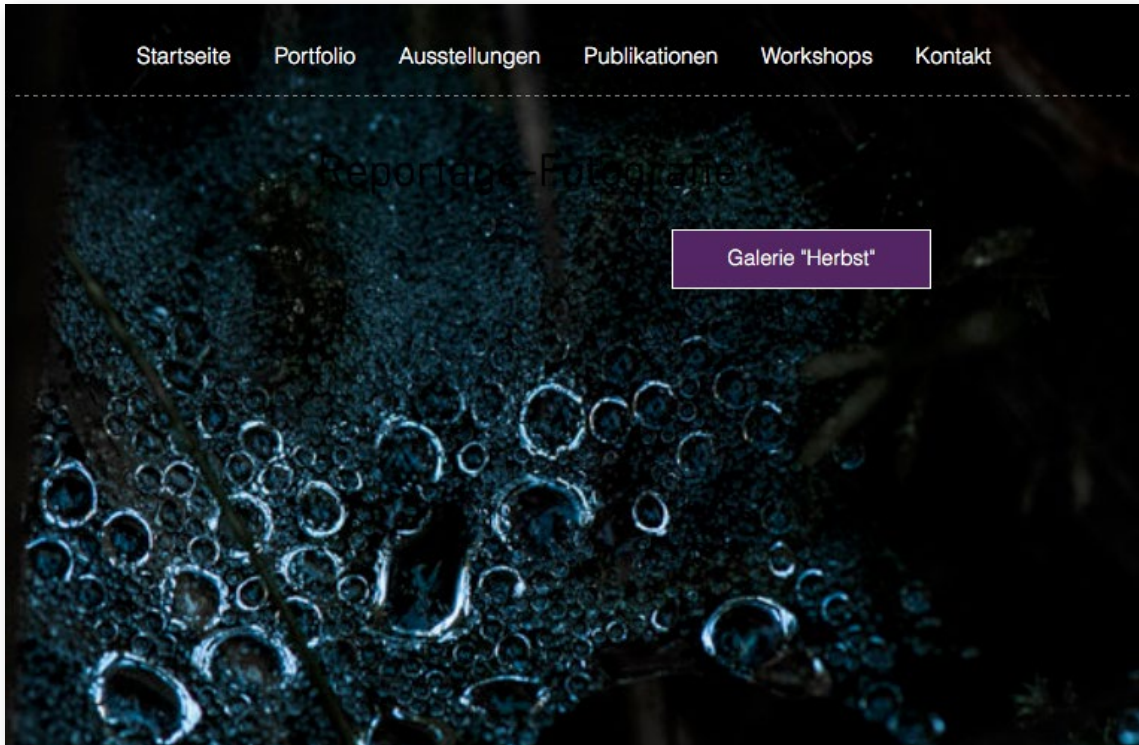 Startseite Portfolio Ausstellungen Publikationen Workshops Kontakt
Reportage-Fotografie
Galerie "Herbst"